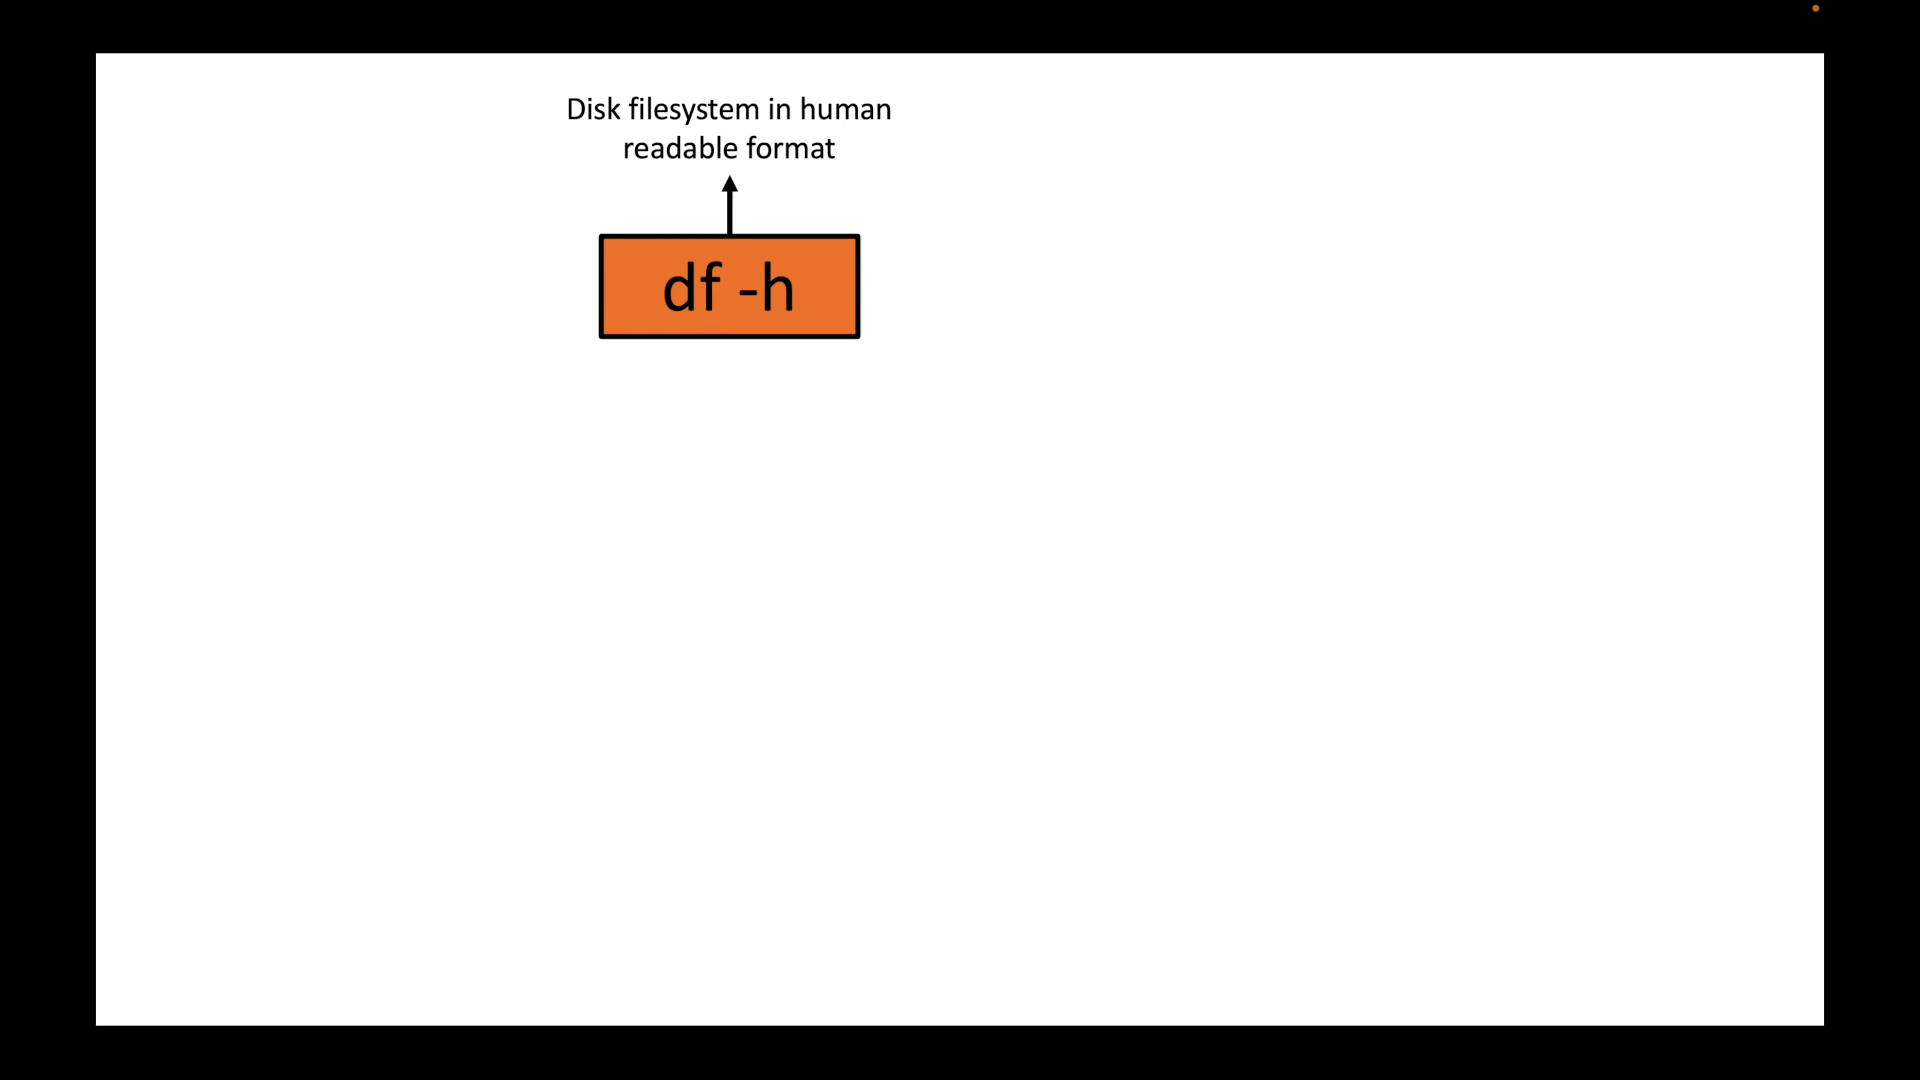 Disk filesystem in human
readable format
df -h